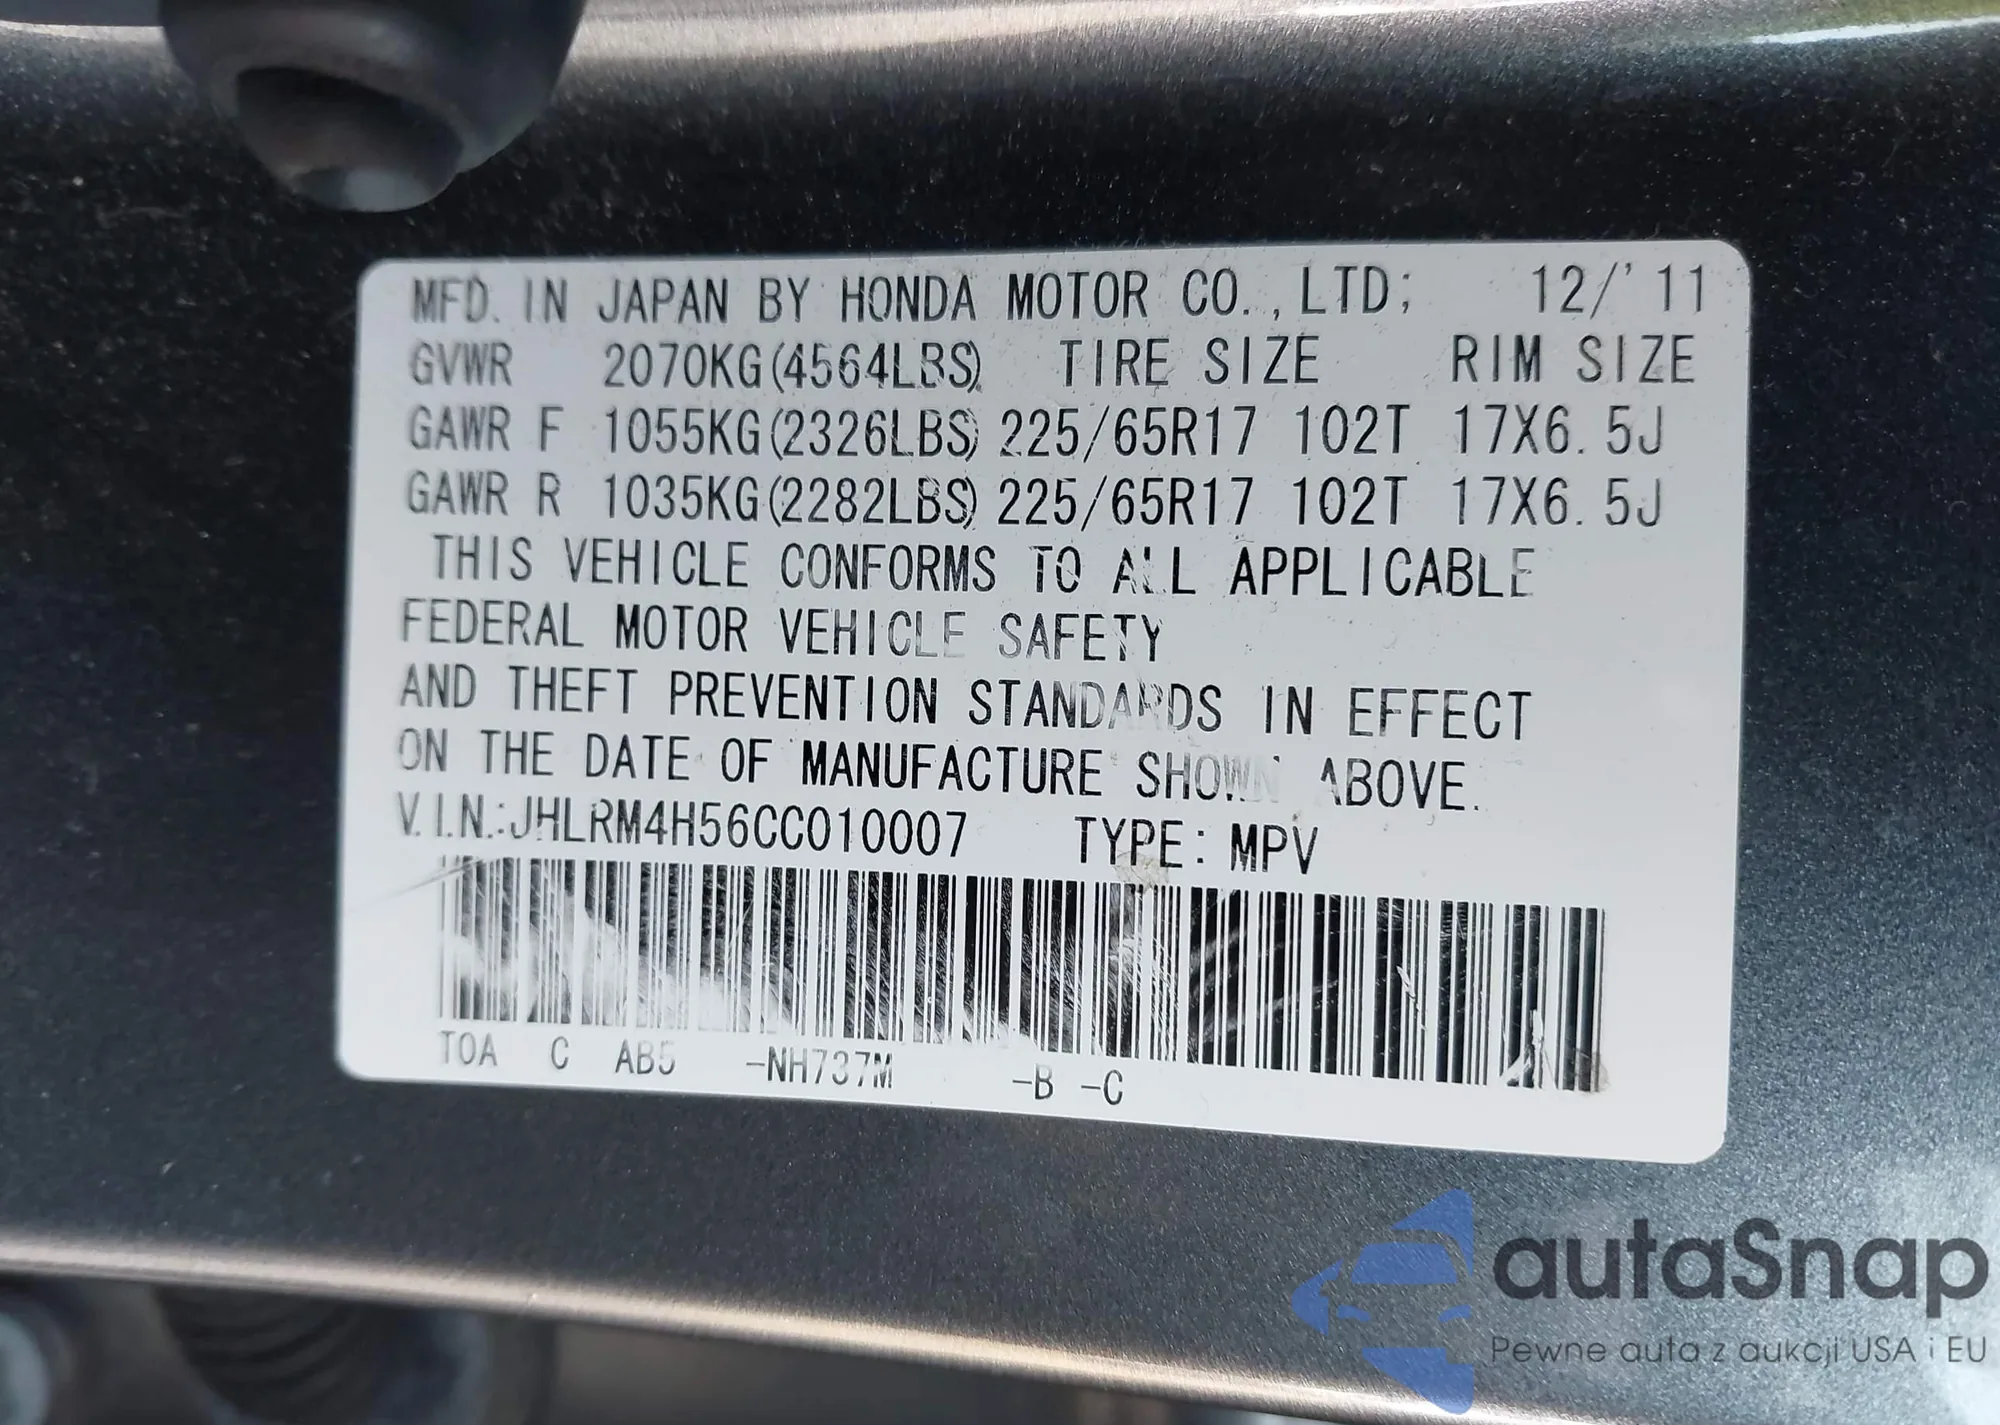 MFD. IN JAPAN BY HONDA MOTOR CO.,LTD; 12/'11
GVWR 2070KG(4564LBS) TIRE SIZE RIM SIZE
GAWR F 1055KG(2326LBS) 225/65R17 102T 17X6.5J
GAWR R 1035KG(2282LBS) 225/65R17 102T 17X6.5J
THIS VEHICLE CONFORMS TO ALL APPLICABLE
FEDERAL MOTOR VEHICLE SAFETY
AND THEFT PREVENTION STANDARDS IN EFFECT
ON THE DATE OF MANUFACTURE SHOWN ABOVE.
V.I.N.:JHLRM4H56CC010007 TYPE: MPV
TOA C AB5 -NH737M -B -C
autaSnap
Pewne auta z aukcji USA i EU